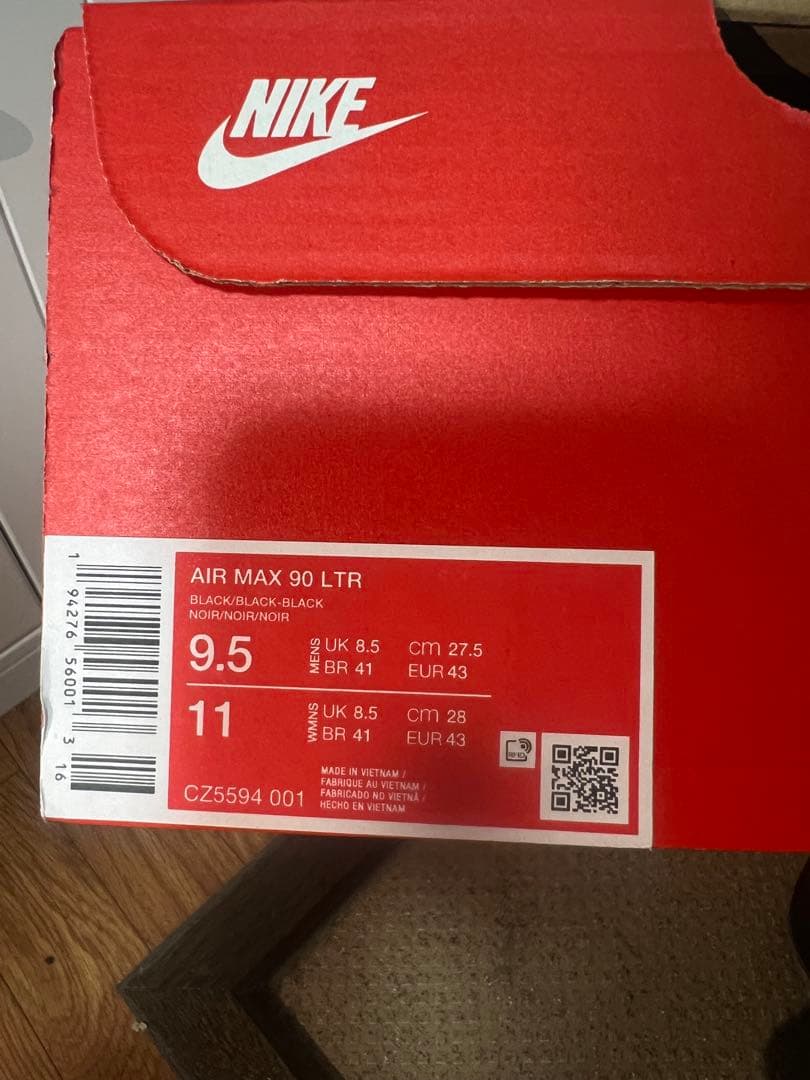 NIKE
AIR MAX 90 LTR
BLACK/BLACK-BLACK
NOIR/NOIR/NOIR
9.5 MENS UK 8.5 cm 27.5
BR 41 EUR 43
11 WMNS UK 8.5 cm 28
BR 41 EUR 43
MADE IN VIETNAM /
FABRIQUE AU VIETNAM /
FABRICADO NO VIETNÃ /
HECHO EN VIETNAM
CZ5594 001
RFID
1 94276 56001 3 16